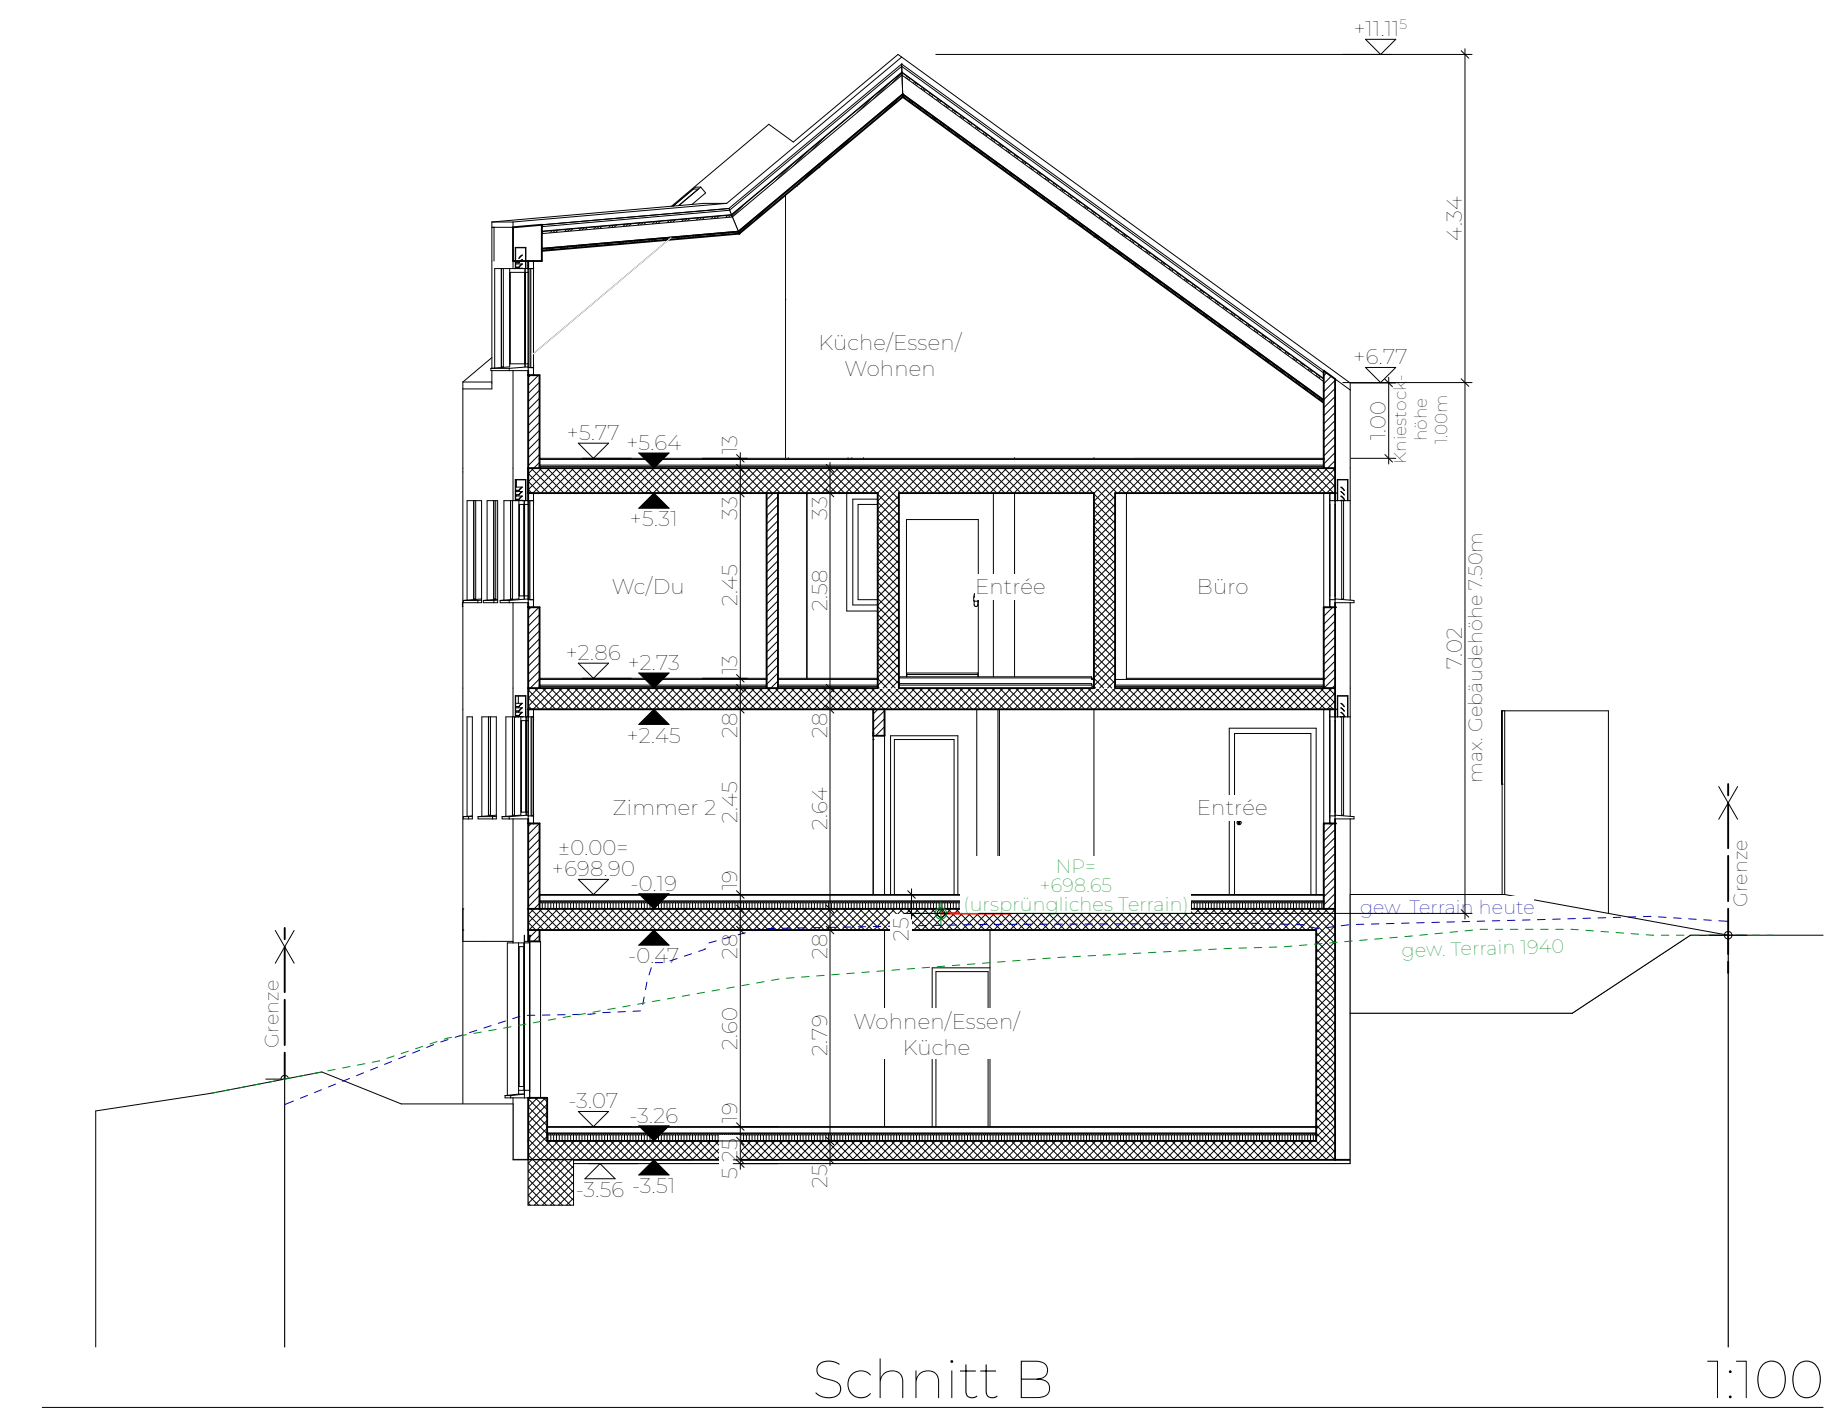 +11.11⁵
4.34
Küche/Essen/
Wohnen
+6.77
1.00
Kniestock-
höhe
1.00m
+5.77
+5.64
13
+5.31
33
33
Wc/Du
2.45
2.58
Entrée
Büro
7.02
max. Gebäudehöhe 7.50m
+2.86
+2.73
13
+2.45
28
28
Zimmer 2
2.45
2.64
Entrée
±0.00=
+698.90
-0.19
19
NP=
+698.65
(ursprüngliches Terrain)
25
gew. Terrain heute
gew. Terrain 1940
Grenze
Grenze
-0.47
28
28
2.60
2.79
Wohnen/Essen/
Küche
-3.07
-3.26
19
5
25
25
-3.56
-3.51
Schnitt B
1:100